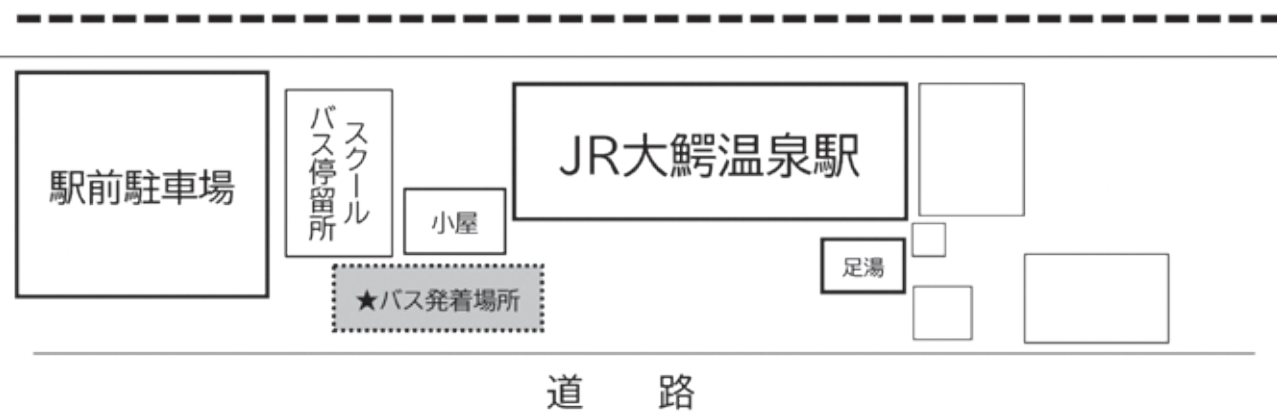 駅前駐車場
スクール
バス停留所
小屋
JR大鰐温泉駅
足湯
★バス発着場所
道 路